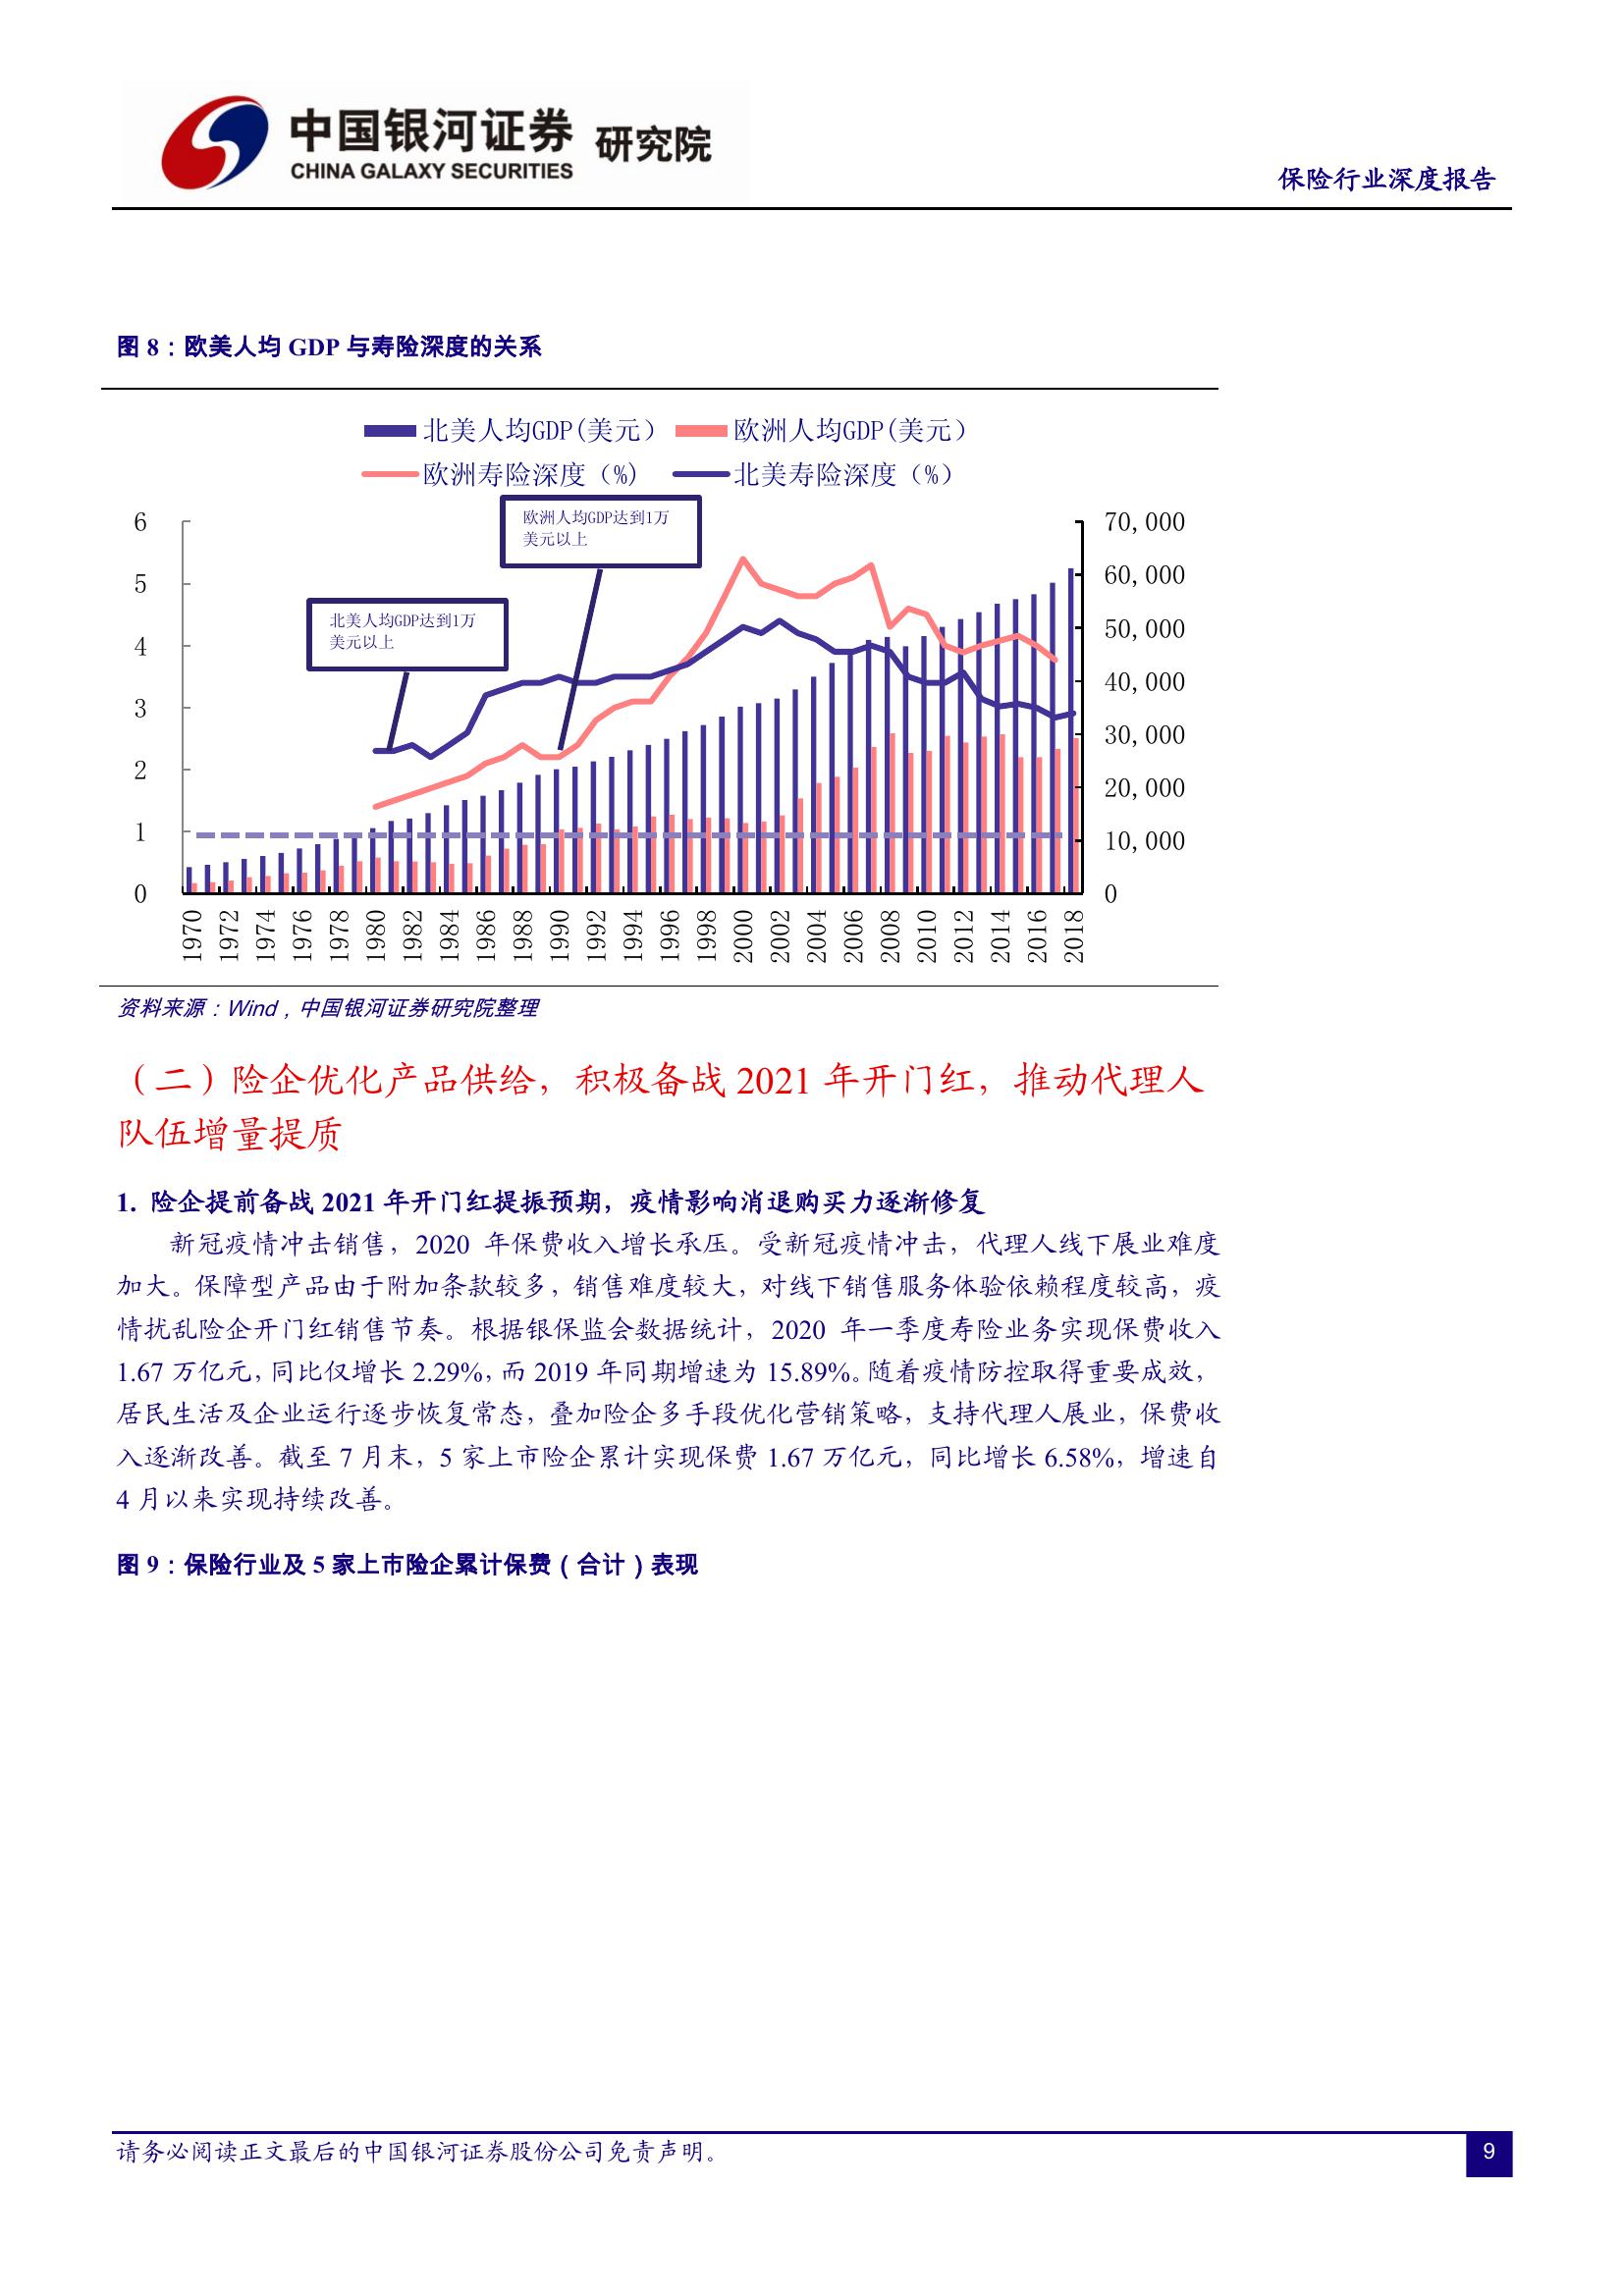 中国银河证券 研究院
CHINA GALAXY SECURITIES
保险行业深度报告
图 8：欧美人均 GDP 与寿险深度的关系
北美人均GDP(美元） 欧洲人均GDP(美元）
欧洲寿险深度（%） 北美寿险深度（%）
欧洲人均GDP达到1万
美元以上
北美人均GDP达到1万
美元以上
6
5
4
3
2
1
0
70,000
60,000
50,000
40,000
30,000
20,000
10,000
0
1970 1972 1974 1976 1978 1980 1982 1984 1986 1988 1990 1992 1994 1996 1998 2000 2002 2004 2006 2008 2010 2012 2014 2016 2018
资料来源：Wind，中国银河证券研究院整理
（二）险企优化产品供给，积极备战 2021 年开门红，推动代理人
队伍增量提质
1. 险企提前备战 2021 年开门红提振预期，疫情影响消退购买力逐渐修复
新冠疫情冲击销售，2020 年保费收入增长承压。受新冠疫情冲击，代理人线下展业难度
加大。保障型产品由于附加条款较多，销售难度较大，对线下销售服务体验依赖程度较高，疫
情扰乱险企开门红销售节奏。根据银保监会数据统计，2020 年一季度寿险业务实现保费收入
1.67 万亿元，同比仅增长 2.29%，而 2019 年同期增速为 15.89%。随着疫情防控取得重要成效，
居民生活及企业运行逐步恢复常态，叠加险企多手段优化营销策略，支持代理人展业，保费收
入逐渐改善。截至 7 月末，5 家上市险企累计实现保费 1.67 万亿元，同比增长 6.58%，增速自
4 月以来实现持续改善。
图 9：保险行业及 5 家上市险企累计保费（合计）表现
请务必阅读正文最后的中国银河证券股份公司免责声明。
9